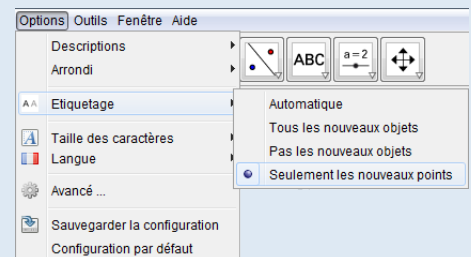 Options Outils Fenêtre Aide
Descriptions
Arrondi
ABC
a=2
AA Etiquetage
Automatique
Tous les nouveaux objets
Pas les nouveaux objets
Seulement les nouveaux points
A Taille des caractères
Langue
Avancé ...
Sauvegarder la configuration
Configuration par défaut